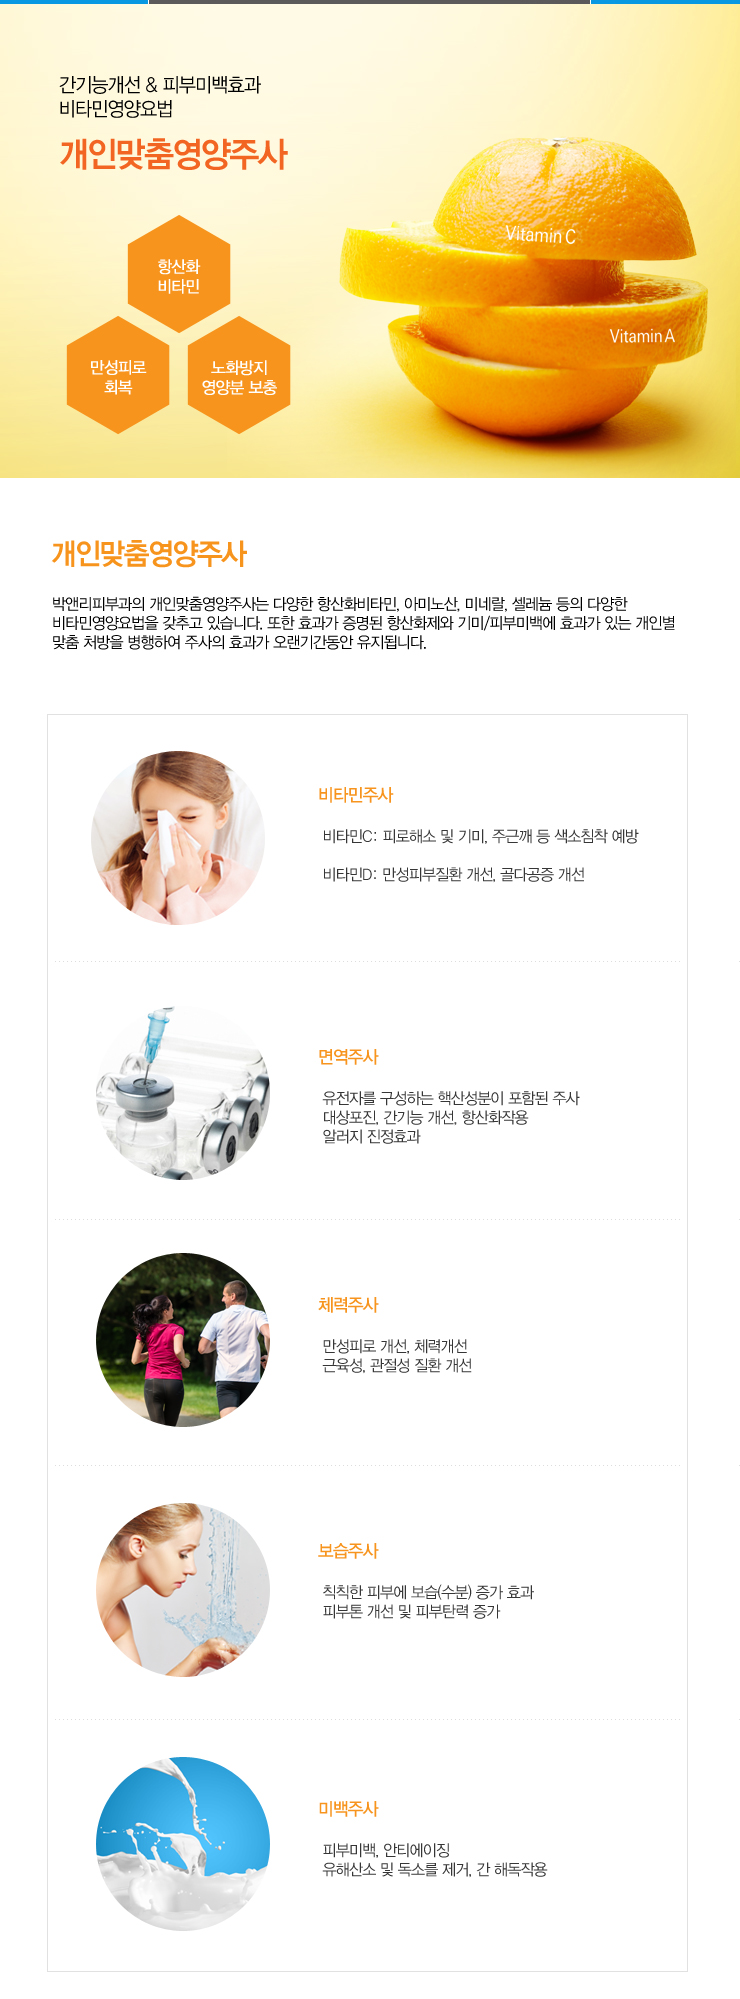 간기능개선 & 피부미백효과
비타민영양요법
개인맞춤영양주사
Vitamin C
항산화
비타민
Vitamin A
만성피로
회복
노화방지
영양분 보충
개인맞춤영양주사
박앤리피부과의 개인맞춤영양주사는 다양한 항산화비타민, 아미노산, 미네랄, 셀레늄 등의 다양한
비타민영양요법을 갖추고 있습니다. 또한 효과가 증명된 항산화제와 기미/피부미백에 효과가 있는 개인별
맞춤 처방을 병행하여 주사의 효과가 오랜기간동안 유지됩니다.
비타민주사
비타민C: 피로해소 및 기미, 주근깨 등 색소침착 예방
비타민D: 만성피부질환 개선, 골다공증 개선
면역주사
유전자를 구성하는 핵산성분이 포함된 주사
대상포진, 간기능 개선, 항산화작용
알러지 진정효과
체력주사
만성피로 개선, 체력개선
근육성, 관절성 질환 개선
보습주사
칙칙한 피부에 보습(수분) 증가 효과
피부톤 개선 및 피부탄력 증가
미백주사
피부미백, 안티에이징
유해산소 및 독소를 제거, 간 해독작용